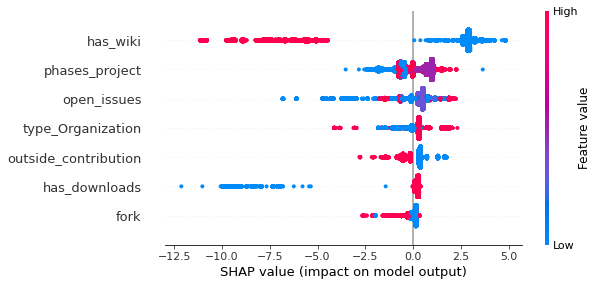 High
has_wiki
phases_project
open_issues
type_Organization
outside_contribution
has_downloads
fork
Feature value
Low
−12.5 −10.0 −7.5 −5.0 −2.5 0.0 2.5 5.0
SHAP value (impact on model output)